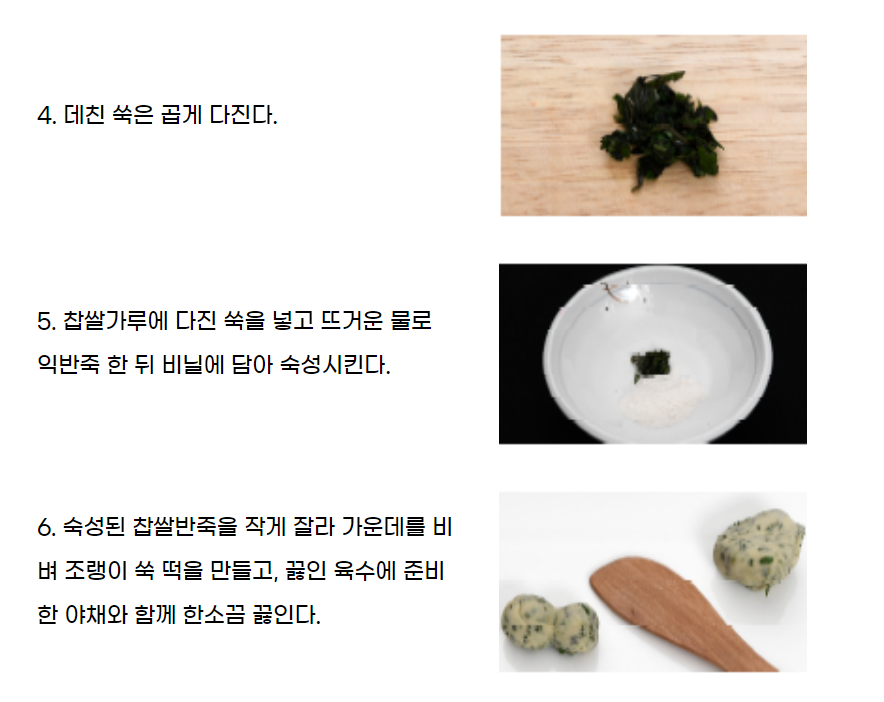 4. 데친 쑥은 곱게 다진다.
5. 찹쌀가루에 다진 쑥을 넣고 뜨거운 물로
익반죽 한 뒤 비닐에 담아 숙성시킨다.
6. 숙성된 찹쌀반죽을 작게 잘라 가운데를 비
벼 조랭이 쑥 떡을 만들고, 끓인 육수에 준비
한 야채와 함께 한소끔 끓인다.